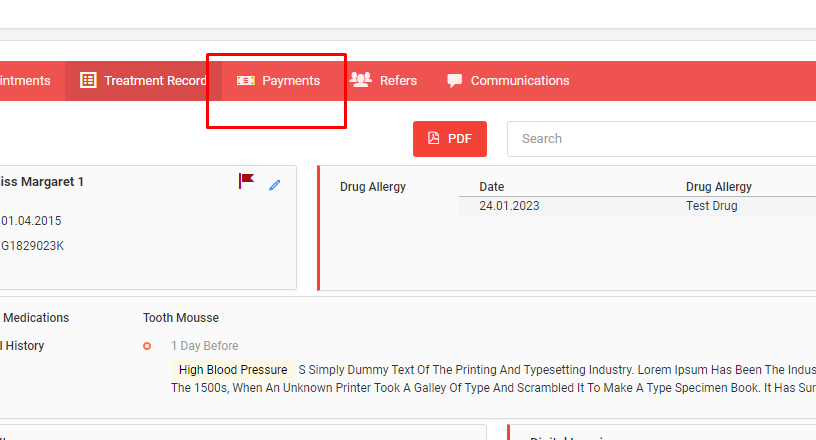 intments Treatment Record Payments Refers Communications
PDF Search
iss Margaret 1
01.04.2015
G1829023K
Drug Allergy Date Drug Allergy
24.01.2023 Test Drug
Medications Tooth Mousse
l History 1 Day Before
High Blood Pressure S Simply Dummy Text Of The Printing And Typesetting Industry. Lorem Ipsum Has Been The Indus
The 1500s, When An Unknown Printer Took A Galley Of Type And Scrambled It To Make A Type Specimen Book. It Has Sur